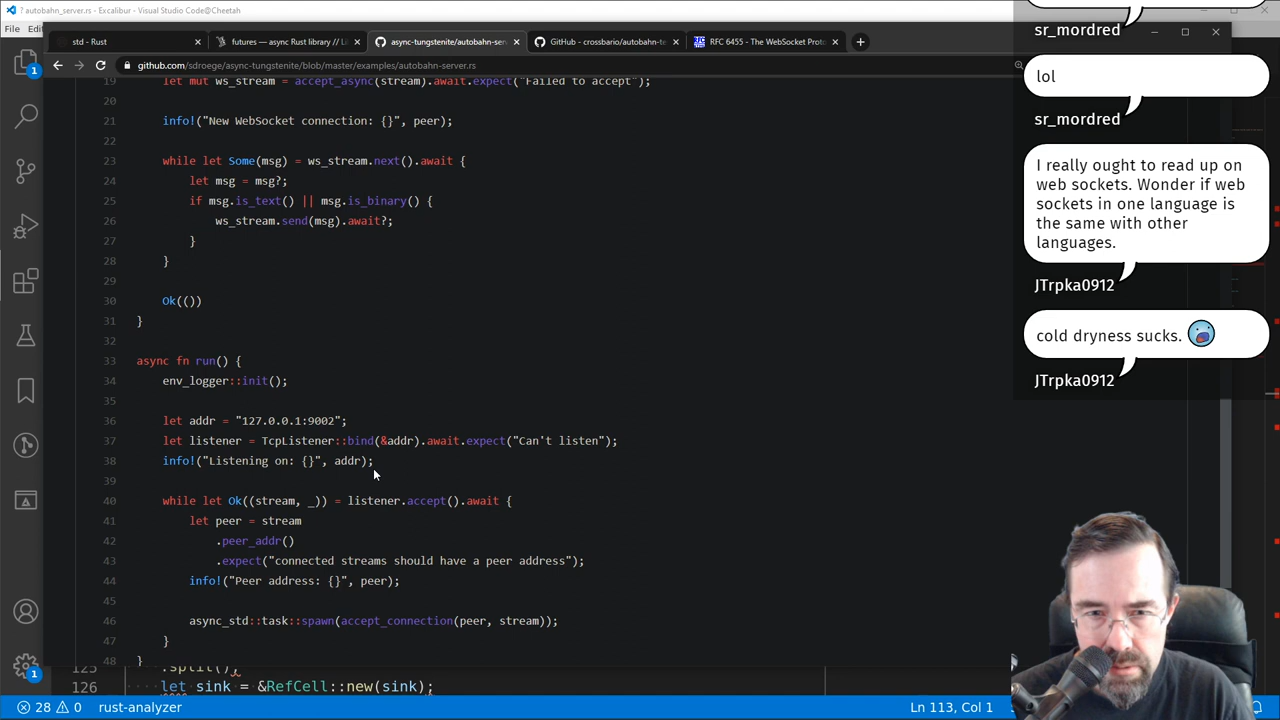 ? autobahn_server.rs - Excalibur - Visual Studio Code@Cheetah
File Edi
std - Rust
futures — async Rust library // L
async-tungstenite/autobahn-ser
GitHub - crossbario/autobahn-te
RFC 6455 - The WebSocket Proto
github.com/sdroege/async-tungstenite/blob/master/examples/autobahn-server.rs
19 let mut ws_stream = accept_async(stream).await.expect("Failed to accept");
20
21 info!("New WebSocket connection: {}", peer);
22
23 while let Some(msg) = ws_stream.next().await {
24 let msg = msg?;
25 if msg.is_text() || msg.is_binary() {
26 ws_stream.send(msg).await?;
27 }
28 }
29
30 Ok(())
31 }
32
33 async fn run() {
34 env_logger::init();
35
36 let addr = "127.0.0.1:9002";
37 let listener = TcpListener::bind(&addr).await.expect("Can't listen");
38 info!("Listening on: {}", addr);
39
40 while let Ok((stream, _)) = listener.accept().await {
41 let peer = stream
42 .peer_addr()
43 .expect("connected streams should have a peer address");
44 info!("Peer address: {}", peer);
45
46 async_std::task::spawn(accept_connection(peer, stream));
47 }
48 }
125 .split();
126 let sink = &RefCell::new(sink);
28 0 rust-analyzer
Ln 113, Col 1
1
1
sr_mordred
lol
sr_mordred
I really ought to read up on
web sockets. Wonder if web
sockets in one language is
the same with other
languages.
JTrpka0912
cold dryness sucks.
JTrpka0912